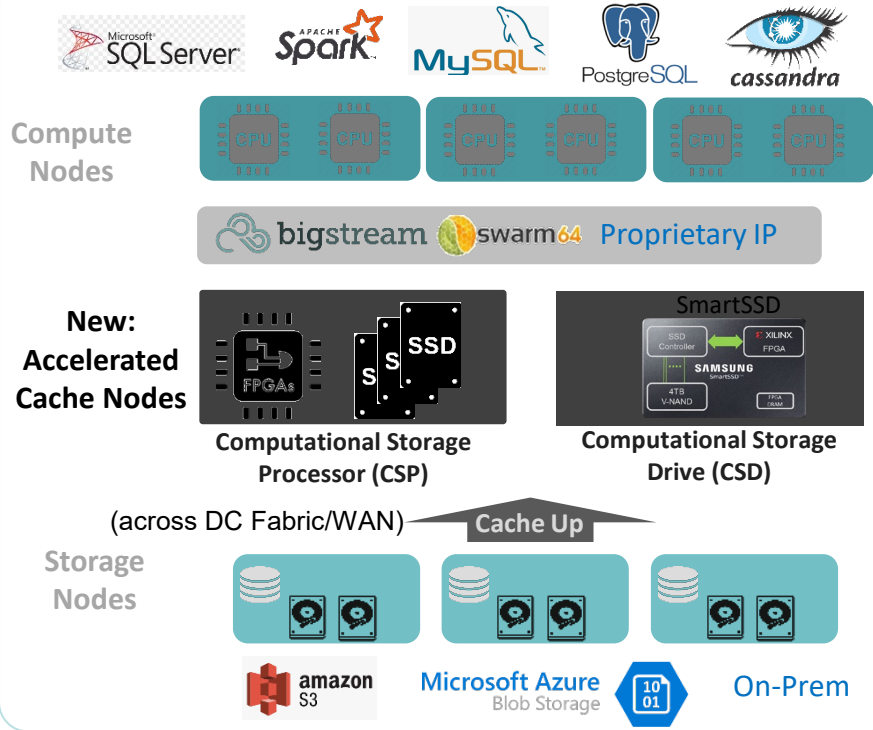 Microsoft®
SQL Server®
APACHE
Spark™
MySQL™
PostgreSQL
cassandra
Compute
Nodes
CPU CPU CPU CPU CPU CPU
bigstream swarm64 Proprietary IP
New:
Accelerated
Cache Nodes
FPGAs
S S SSD
SmartSSD
SSD
Controller
XILINX
FPGA
SAMSUNG
SmartSSD™
4TB
V-NAND
FPGA
DRAM
Computational Storage
Processor (CSP)
Computational Storage
Drive (CSD)
(across DC Fabric/WAN)
Cache Up
Storage
Nodes
amazon
S3
Microsoft Azure
Blob Storage
10
01
On-Prem